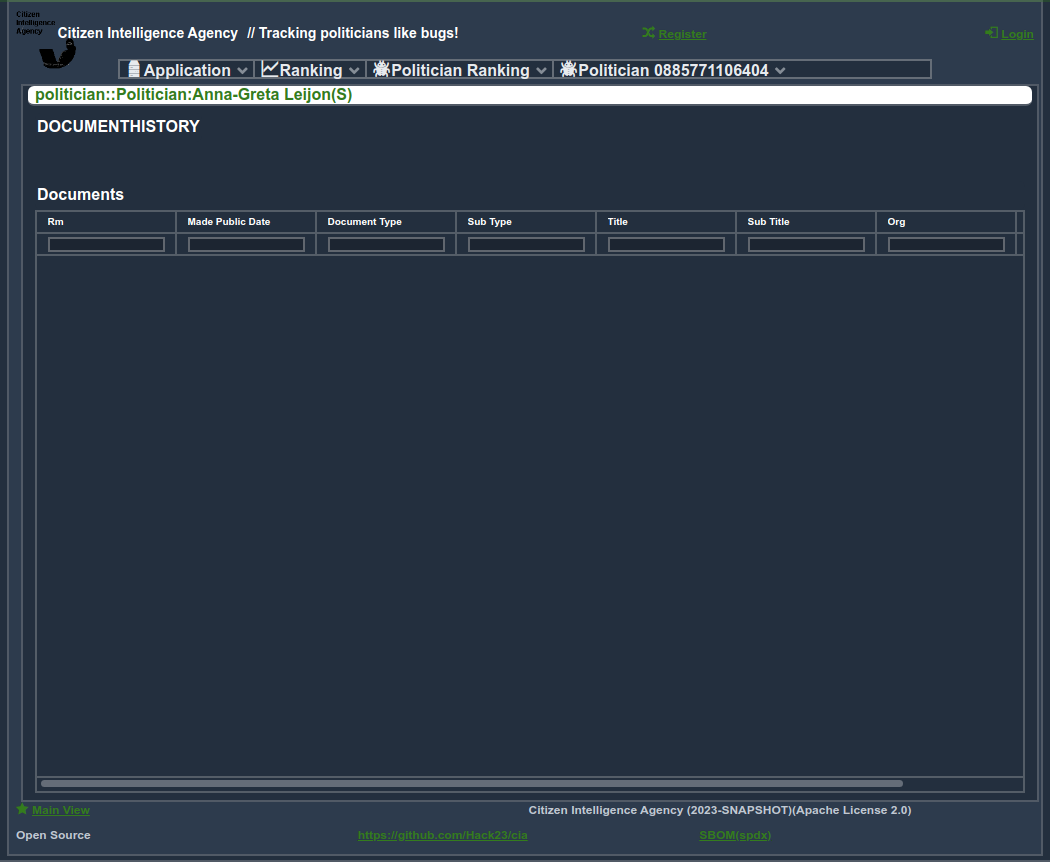 Citizen
Intelligence
Agency
Citizen Intelligence Agency // Tracking politicians like bugs!
Register
Login
Application
Ranking
Politician Ranking
Politician 0885771106404
politician::Politician:Anna-Greta Leijon(S)
DOCUMENTHISTORY
Documents
Rm
Made Public Date
Document Type
Sub Type
Title
Sub Title
Org
Main View
Citizen Intelligence Agency (2023-SNAPSHOT)(Apache License 2.0)
Open Source
https://github.com/Hack23/cia
SBOM(spdx)